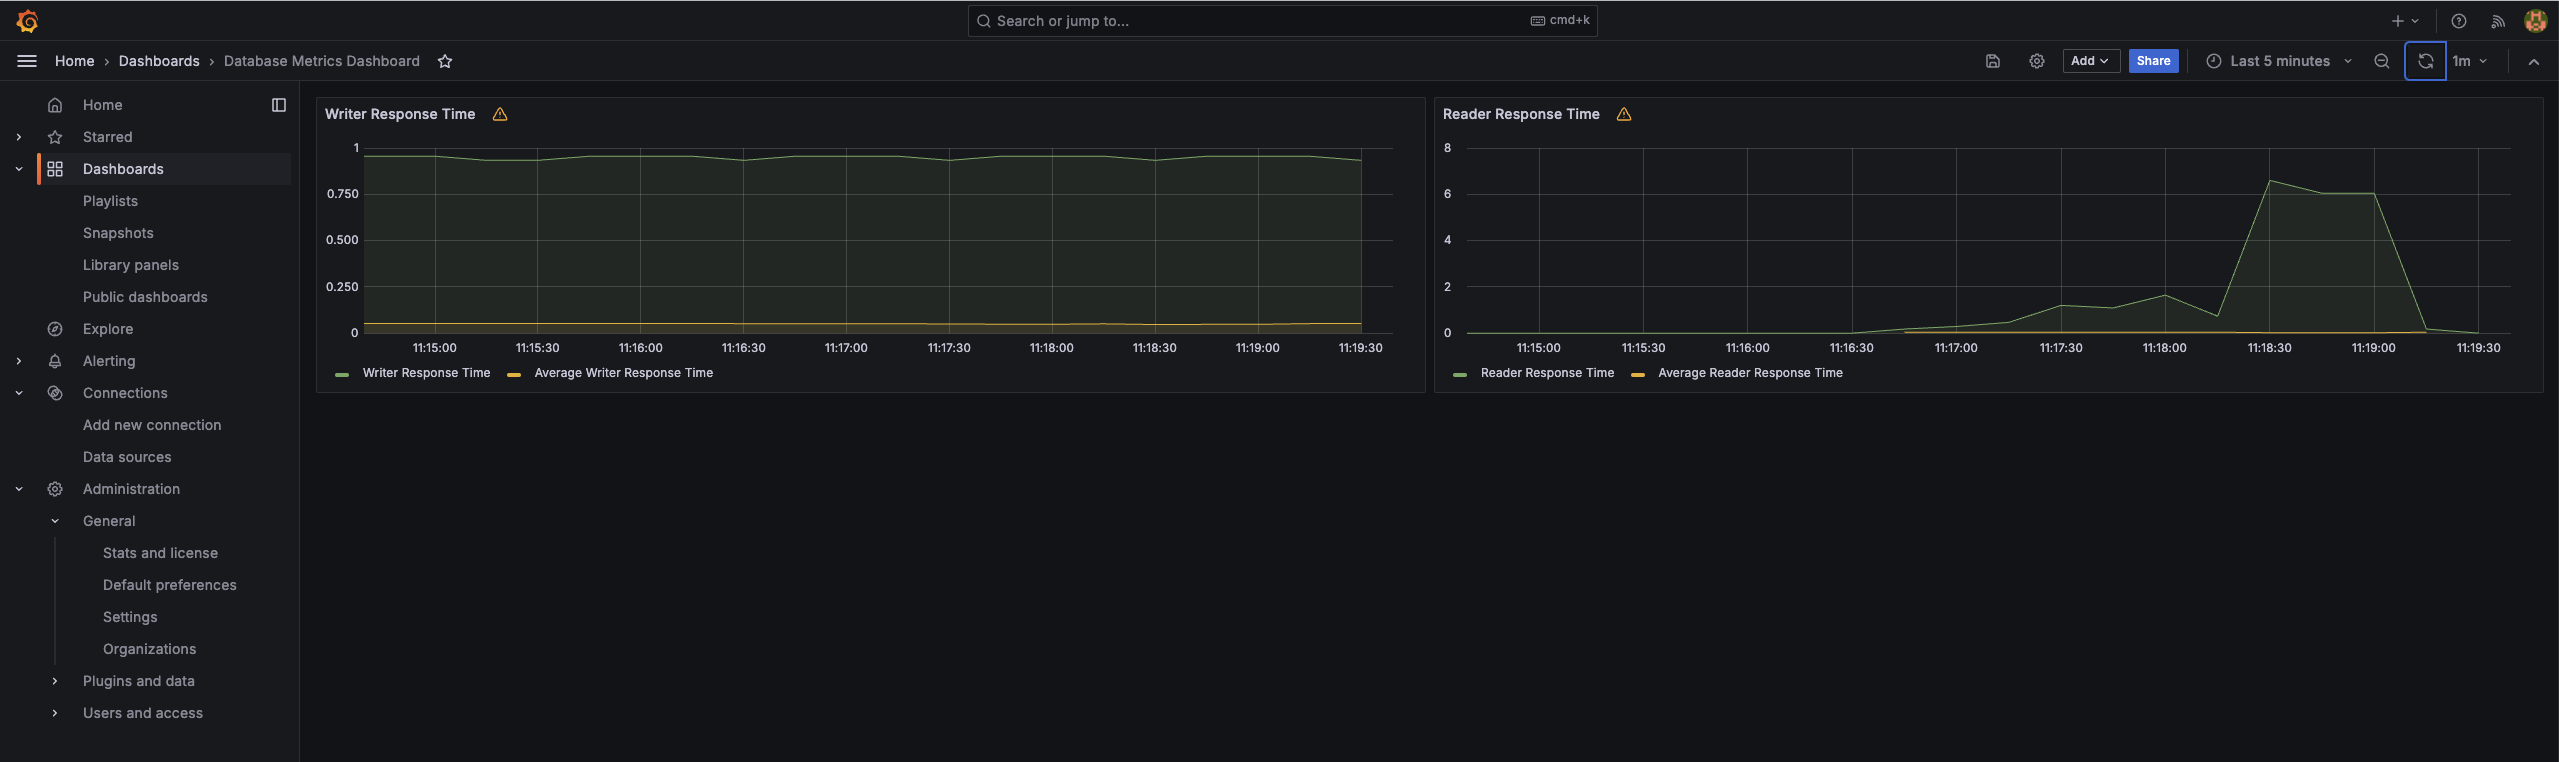 Search or jump to... cmd+k
Home › Dashboards › Database Metrics Dashboard Add Share Last 5 minutes 1m
Home
Starred
Dashboards
Playlists
Snapshots
Library panels
Public dashboards
Explore
Alerting
Connections
Add new connection
Data sources
Administration
General
Stats and license
Default preferences
Settings
Organizations
Plugins and data
Users and access
Writer Response Time
1
0.750
0.500
0.250
0
11:15:00 11:15:30 11:16:00 11:16:30 11:17:00 11:17:30 11:18:00 11:18:30 11:19:00 11:19:30
Writer Response Time Average Writer Response Time
Reader Response Time
8
6
4
2
0
11:15:00 11:15:30 11:16:00 11:16:30 11:17:00 11:17:30 11:18:00 11:18:30 11:19:00 11:19:30
Reader Response Time Average Reader Response Time